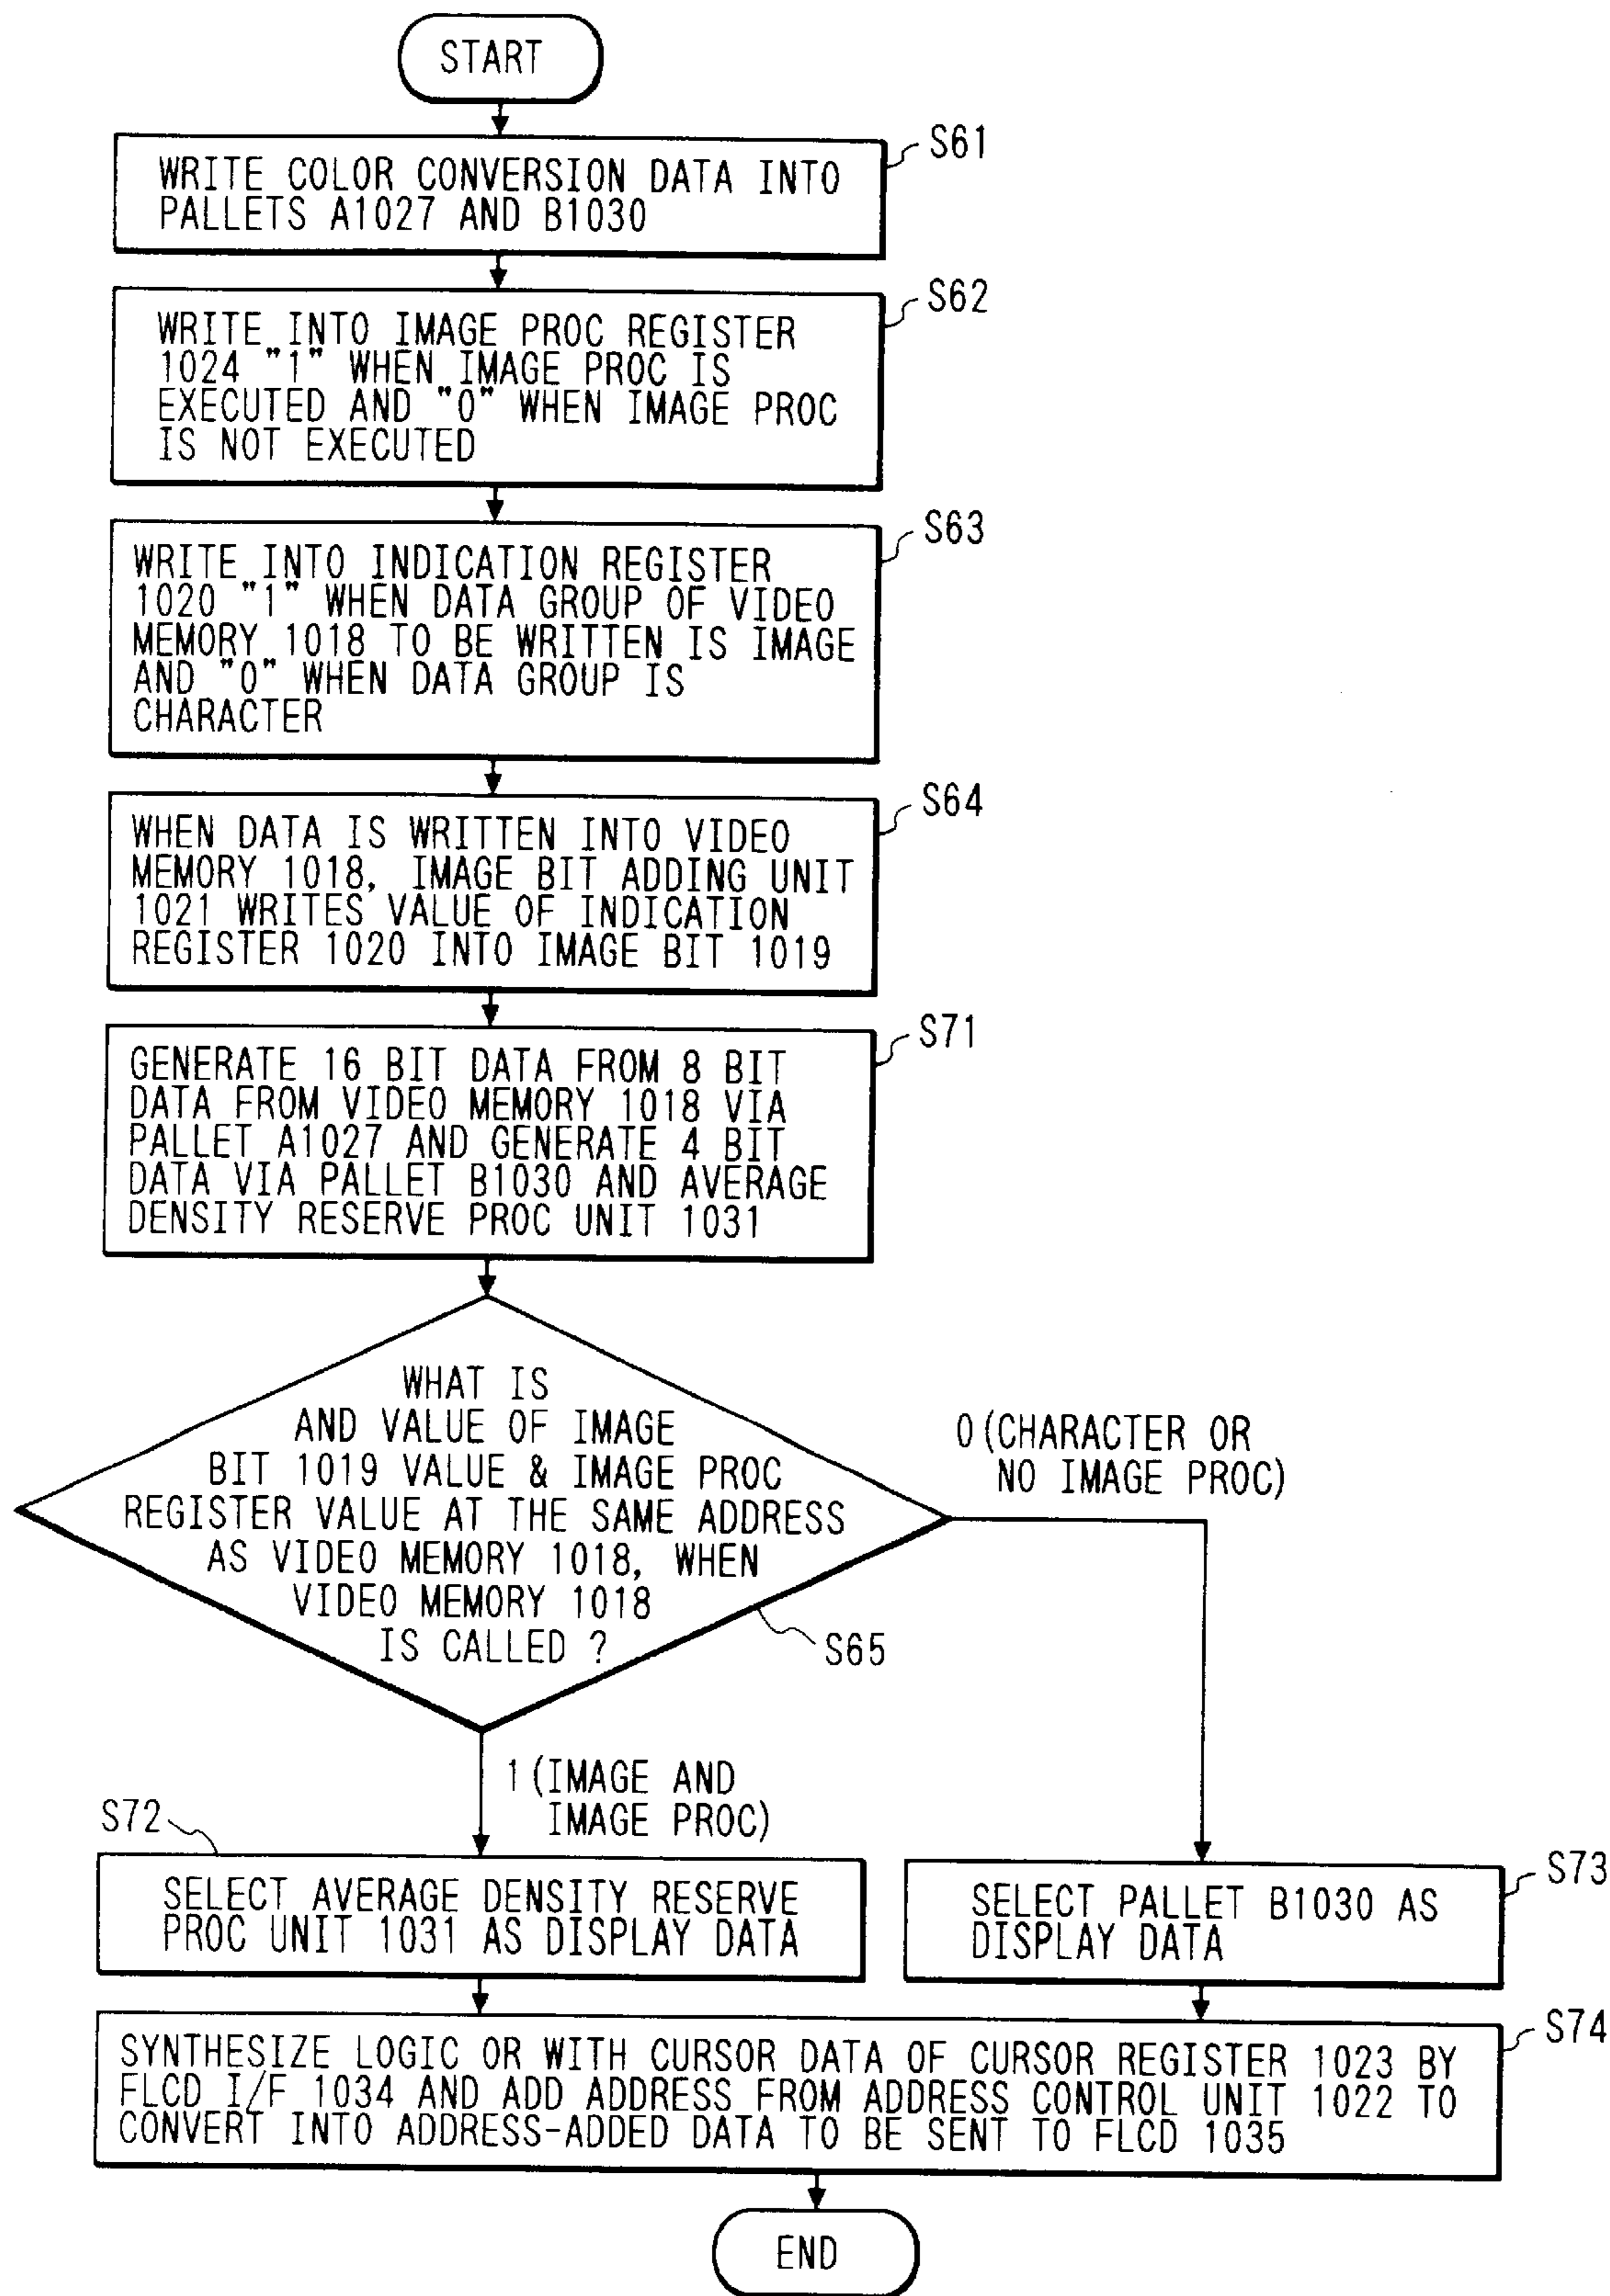 START
S61
WRITE COLOR CONVERSION DATA INTO
PALLETS A1027 AND B1030
S62
WRITE INTO IMAGE PROC REGISTER
1024 "1" WHEN IMAGE PROC IS
EXECUTED AND "0" WHEN IMAGE PROC
IS NOT EXECUTED
S63
WRITE INTO INDICATION REGISTER
1020 "1" WHEN DATA GROUP OF VIDEO
MEMORY 1018 TO BE WRITTEN IS IMAGE
AND "0" WHEN DATA GROUP IS
CHARACTER
S64
WHEN DATA IS WRITTEN INTO VIDEO
MEMORY 1018, IMAGE BIT ADDING UNIT
1021 WRITES VALUE OF INDICATION
REGISTER 1020 INTO IMAGE BIT 1019
S71
GENERATE 16 BIT DATA FROM 8 BIT
DATA FROM VIDEO MEMORY 1018 VIA
PALLET A1027 AND GENERATE 4 BIT
DATA VIA PALLET B1030 AND AVERAGE
DENSITY RESERVE PROC UNIT 1031
WHAT IS
AND VALUE OF IMAGE
BIT 1019 VALUE & IMAGE PROC
REGISTER VALUE AT THE SAME ADDRESS
AS VIDEO MEMORY 1018, WHEN
VIDEO MEMORY 1018
IS CALLED ?
S65
0 (CHARACTER OR
NO IMAGE PROC)
1 (IMAGE AND
IMAGE PROC)
S72
SELECT AVERAGE DENSITY RESERVE
PROC UNIT 1031 AS DISPLAY DATA
S73
SELECT PALLET B1030 AS
DISPLAY DATA
S74
SYNTHESIZE LOGIC OR WITH CURSOR DATA OF CURSOR REGISTER 1023 BY
FLCD I/F 1034 AND ADD ADDRESS FROM ADDRESS CONTROL UNIT 1022 TO
CONVERT INTO ADDRESS-ADDED DATA TO BE SENT TO FLCD 1035
END